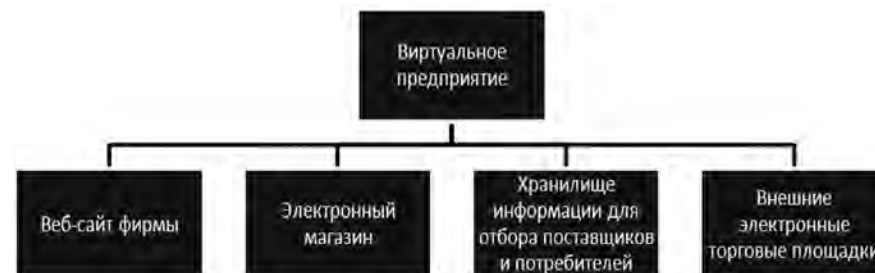 Виртуальное
предприятие
Веб-сайт фирмы
Электронный
магазин
Хранилище
информации для
отбора поставщиков
и потребителей
Внешние
электронные
торговые площадки